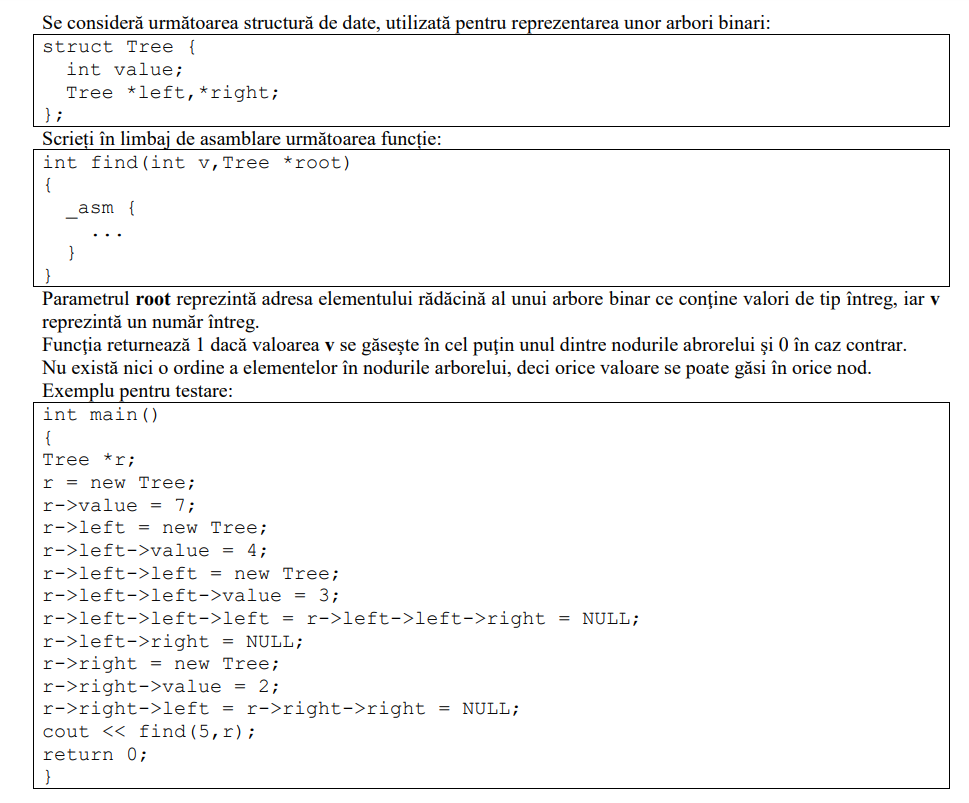 Se consideră următoarea structură de date, utilizată pentru reprezentarea unor arbori binari:
struct Tree {
  int value;
  Tree *left,*right;
};
Scrieți în limbaj de asamblare următoarea funcție:
int find(int v,Tree *root)
{
  _asm {
    ...
  }
}
Parametrul root reprezintă adresa elementului rădăcină al unui arbore binar ce conţine valori de tip întreg, iar v
reprezintă un număr întreg.
Funcţia returnează 1 dacă valoarea v se găseşte în cel puţin unul dintre nodurile abrorelui şi 0 în caz contrar.
Nu există nici o ordine a elementelor în nodurile arborelui, deci orice valoare se poate găsi în orice nod.
Exemplu pentru testare:
int main()
{
Tree *r;
r = new Tree;
r->value = 7;
r->left = new Tree;
r->left->value = 4;
r->left->left = new Tree;
r->left->left->value = 3;
r->left->left->left = r->left->left->right = NULL;
r->left->right = NULL;
r->right = new Tree;
r->right->value = 2;
r->right->left = r->right->right = NULL;
cout << find(5,r);
return 0;
}